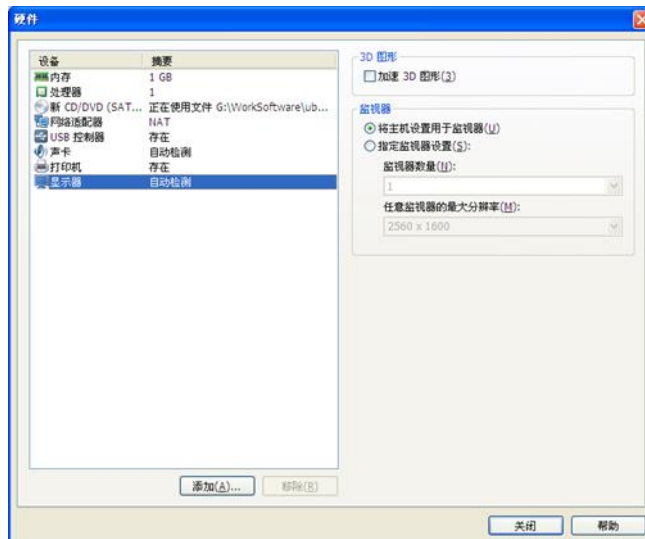 硬件
设备 摘要
内存 1 GB
处理器 1
新 CD/DVD (SAT... 正在使用文件 G:\WorkSoftware\ub...
网络适配器 NAT
USB 控制器 存在
声卡 自动检测
打印机 存在
显示器 自动检测
添加(A)... 移除(R)
3D 图形
加速 3D 图形(3)
监视器
将主机设置用于监视器(U)
指定监视器设置(S):
监视器数量(N):
1
任意监视器的最大分辨率(M):
2560 x 1600
关闭 帮助